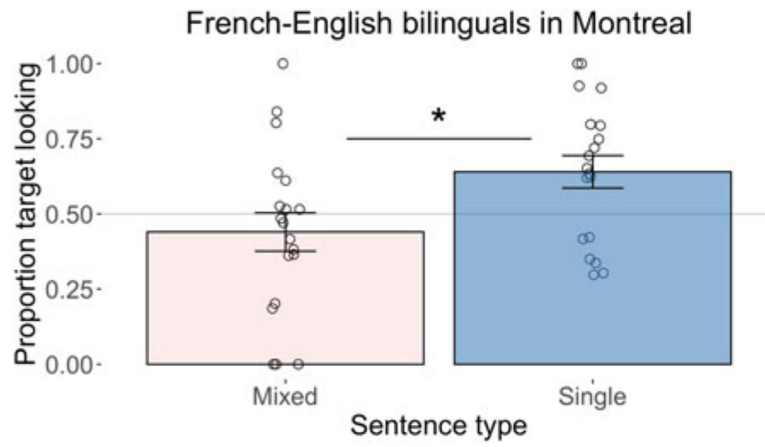 French-English bilinguals in Montreal
Proportion target looking
1.00
0.75
0.50
0.25
0.00
*
Mixed
Single
Sentence type